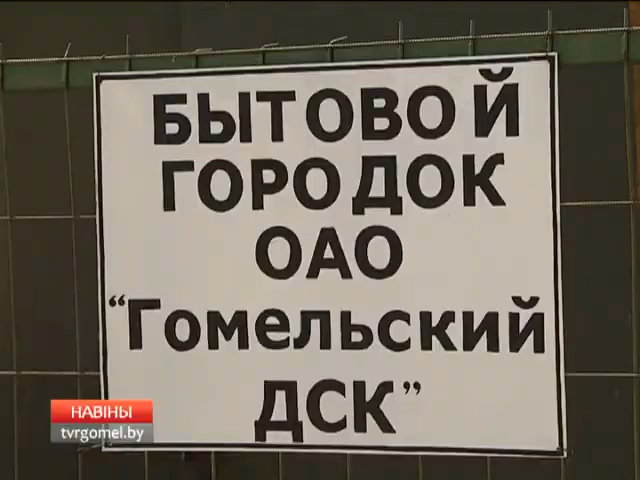 БЫТОВОЙ
ГОРОДОК
ОАО
“Гомельский
ДСК”
НАВІНЫ
tvrgomel.by